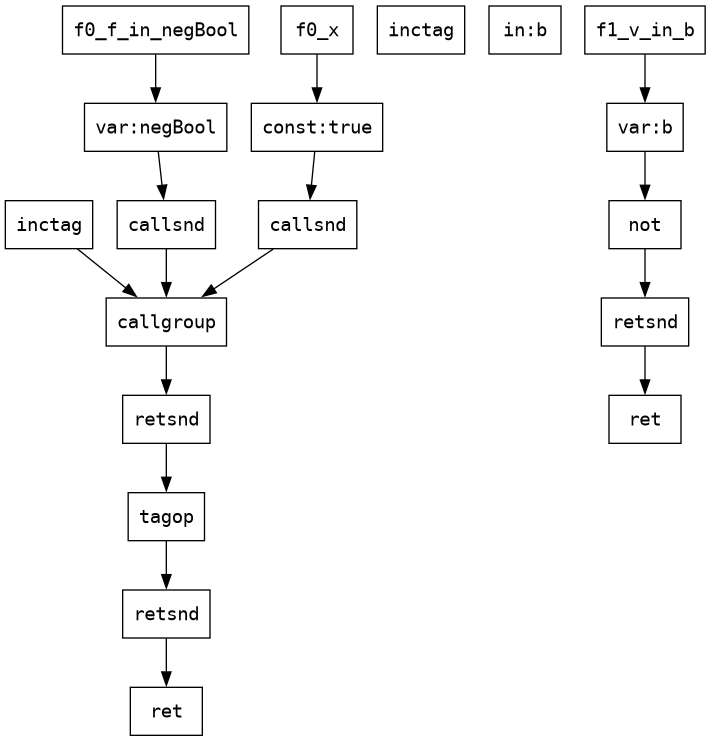 f0_f_in_negBool
f0_x
inctag
in:b
f1_v_in_b
var:negBool
const:true
var:b
inctag
callsnd
callsnd
not
callgroup
retsnd
retsnd
ret
tagop
retsnd
ret